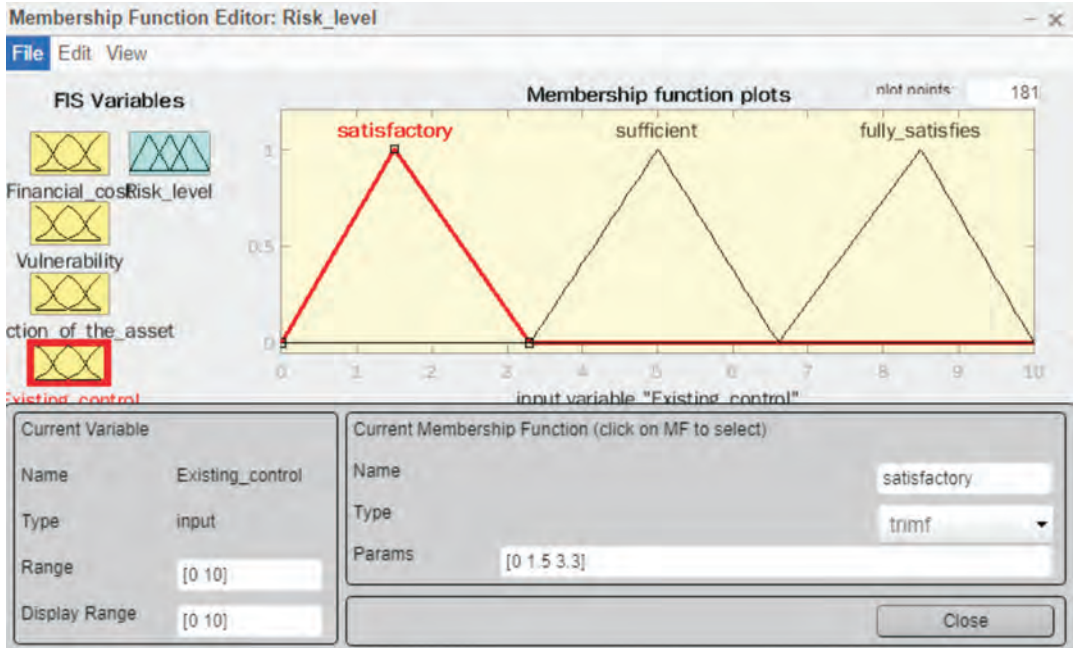 Membership Function Editor: Risk_level
File Edit View
FIS Variables
Membership function plots
plot points: 181
satisfactory sufficient fully_satisfies
1
0.5
0
0 1 2 3 4 5 6 7 8 9 10
input variable "Existing_control"
Financial_cos Risk_level
Vulnerability
ction_of_the_asset
Existing_control
Current Variable
Name Existing_control
Type input
Range [0 10]
Display Range [0 10]
Current Membership Function (click on MF to select)
Name satisfactory
Type trimf
Params [0 1.5 3.3]
Close